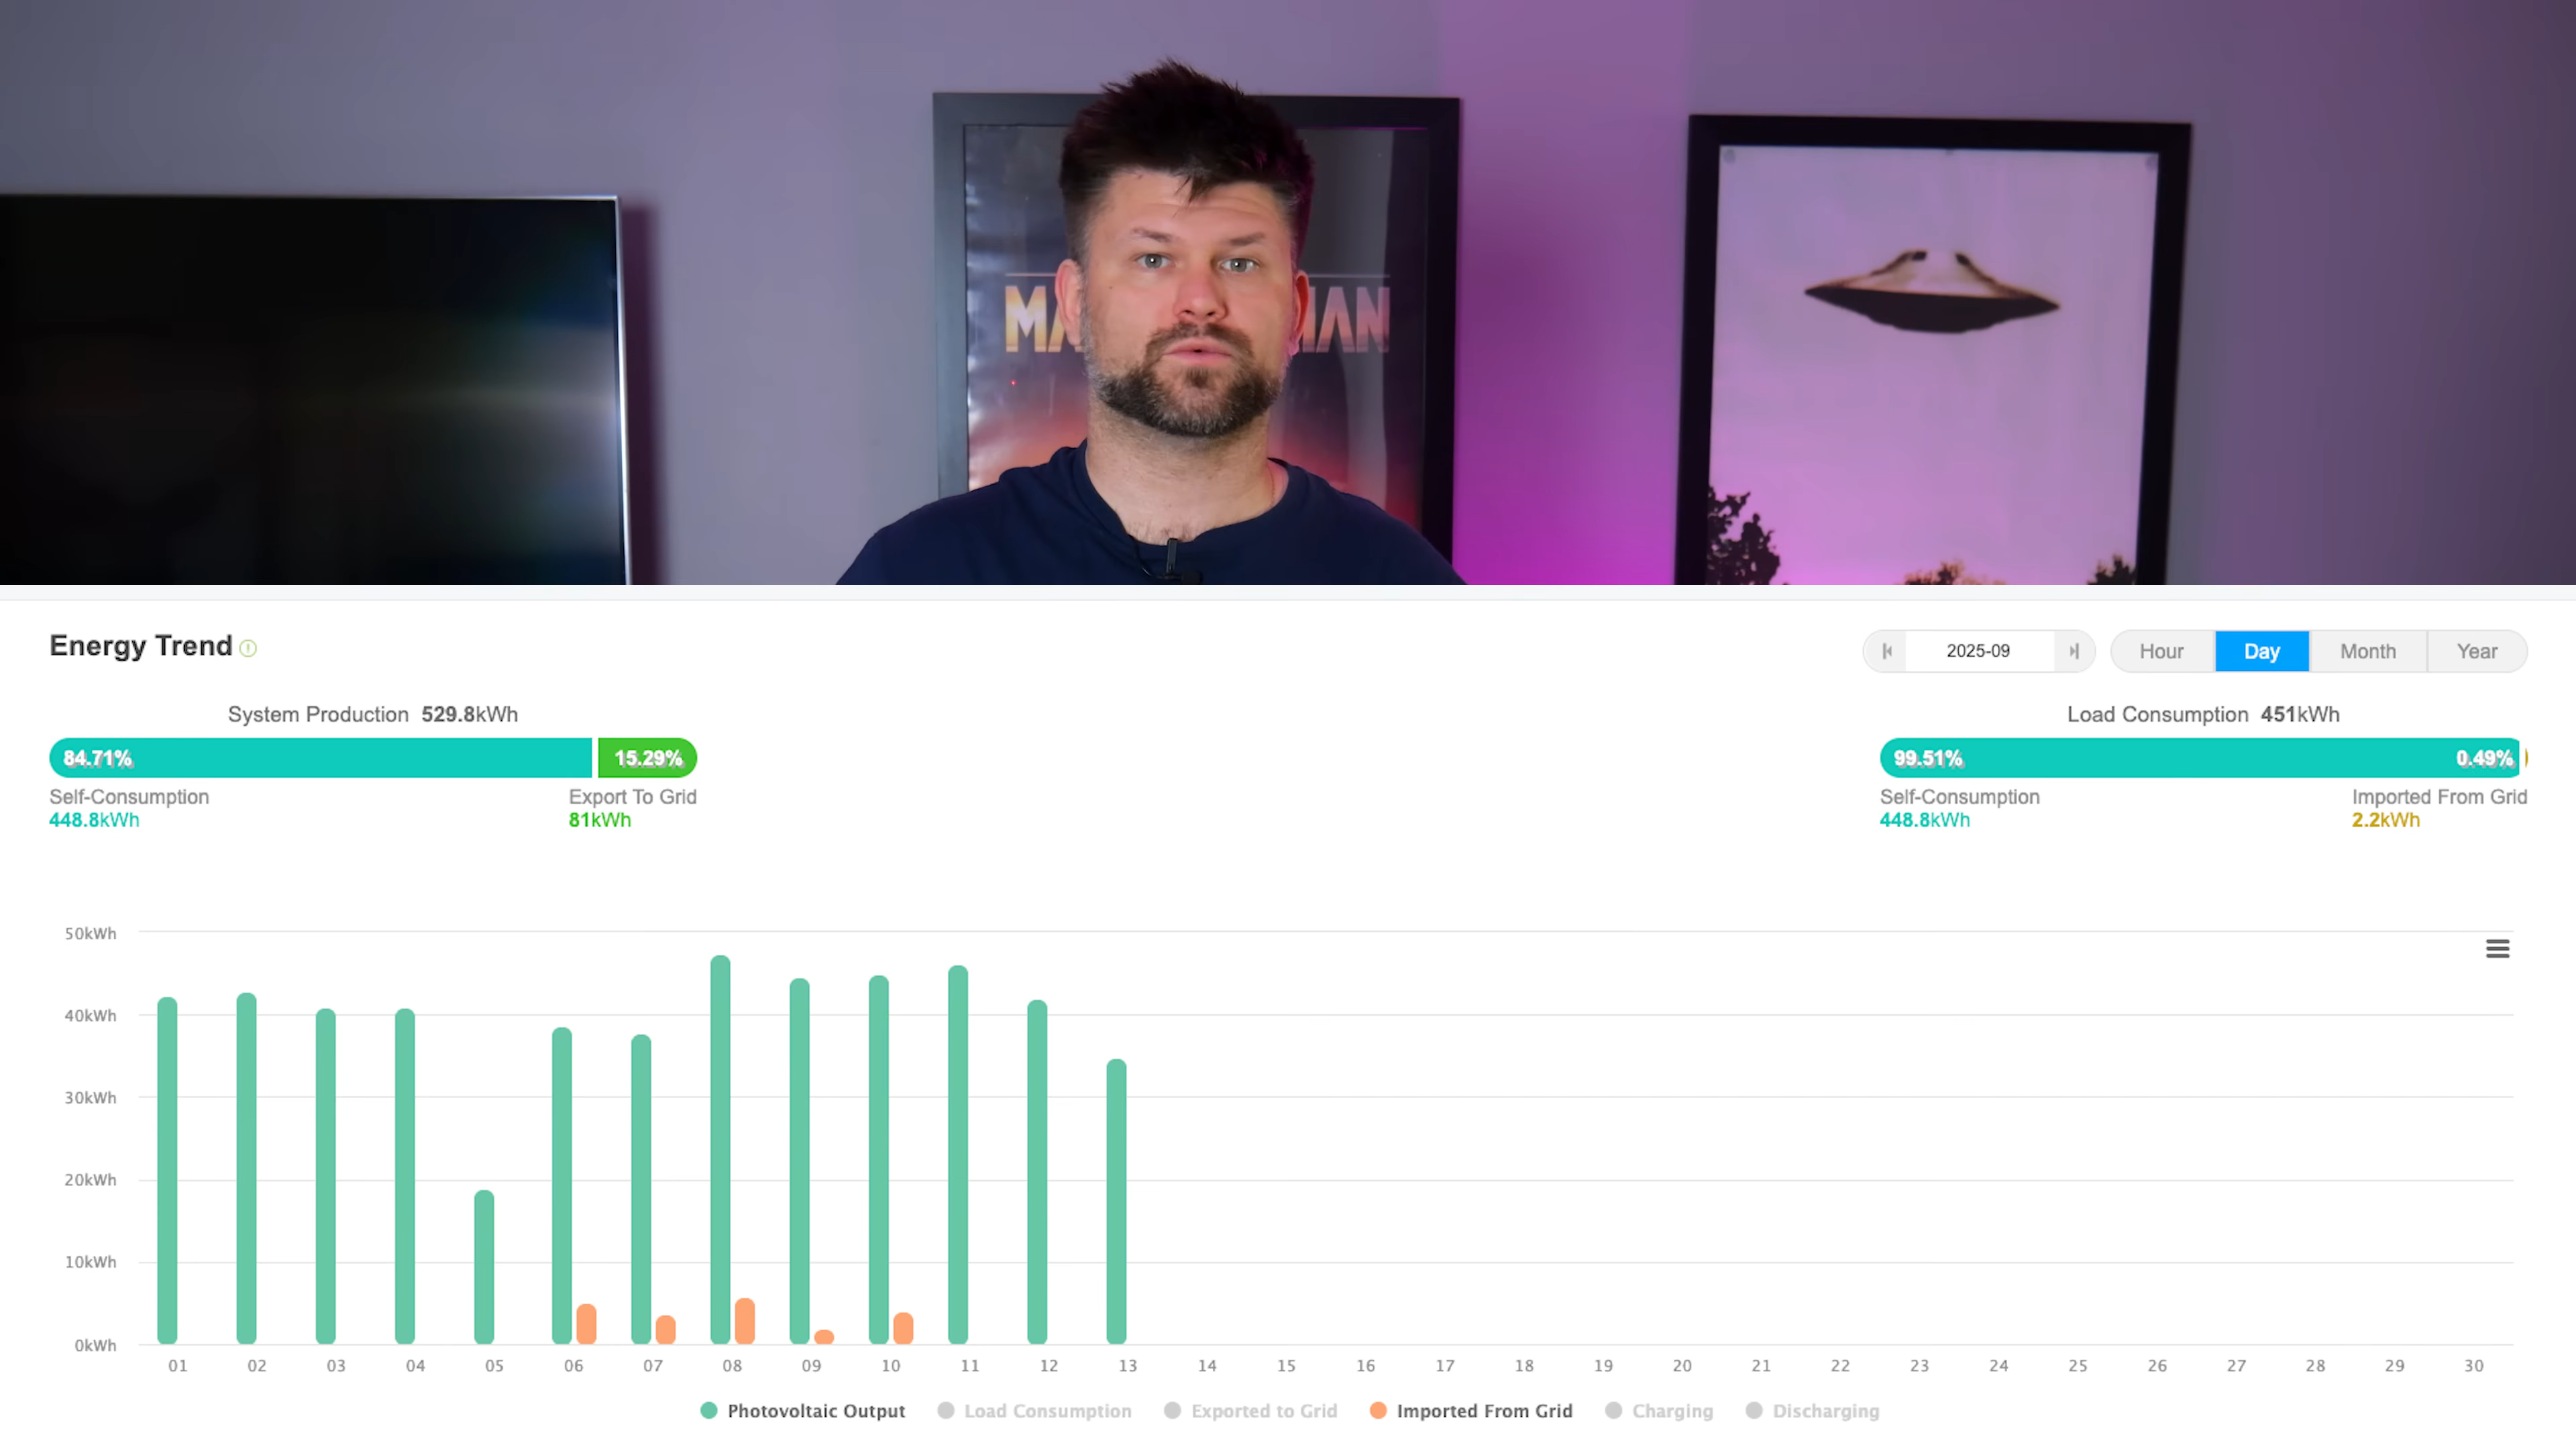 MA
MAN
Energy Trend
2025-09
Hour
Day
Month
Year
System Production 529.8kWh
Load Consumption 451kWh
84.71%
15.29%
99.51%
0.49%
Self-Consumption
Export To Grid
Self-Consumption
Imported From Grid
448.8kWh
81kWh
448.8kWh
2.2kWh
50kWh
40kWh
30kWh
20kWh
10kWh
0kWh
01 02 03 04 05 06 07 08 09 10 11 12 13 14 15 16 17 18 19 20 21 22 23 24 25 26 27 28 29 30
Photovoltaic Output
Load Consumption
Exported to Grid
Imported From Grid
Charging
Discharging